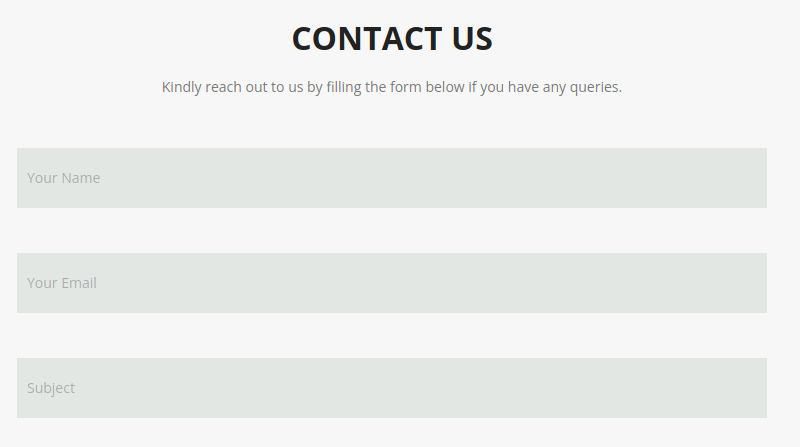 CONTACT US
Kindly reach out to us by filling the form below if you have any queries.
Your Name
Your Email
Subject